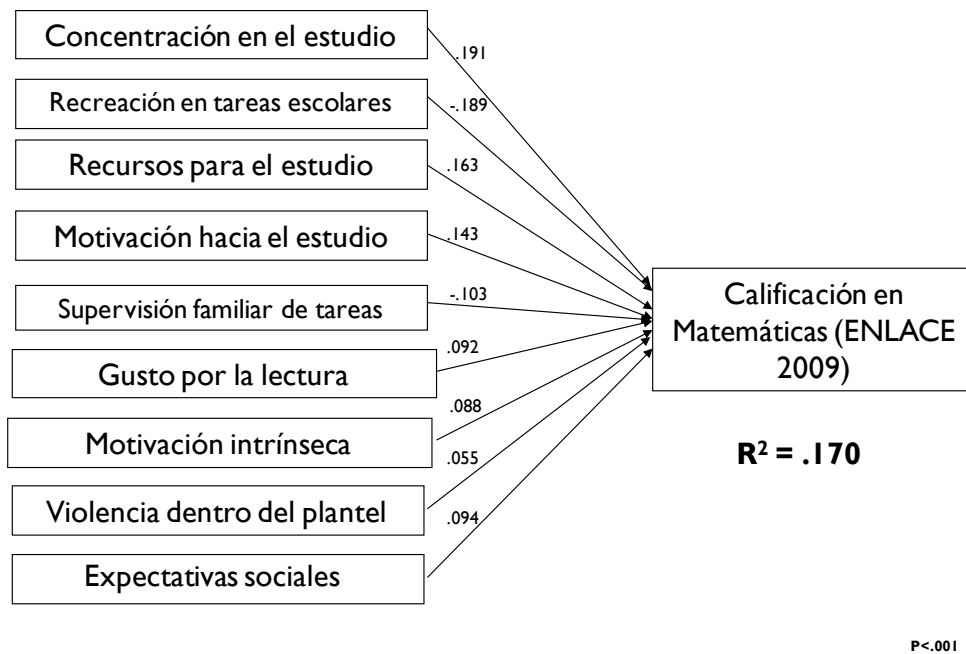 Concentración en el estudio
.191
Recreación en tareas escolares
-.189
Recursos para el estudio
.163
Motivación hacia el estudio
.143
Supervisión familiar de tareas
-.103
Gusto por la lectura
.092
Motivación intrínseca
.088
Violencia dentro del plantel
.055
Expectativas sociales
.094
Calificación en
Matemáticas (ENLACE
2009)
R² = .170
P<.001